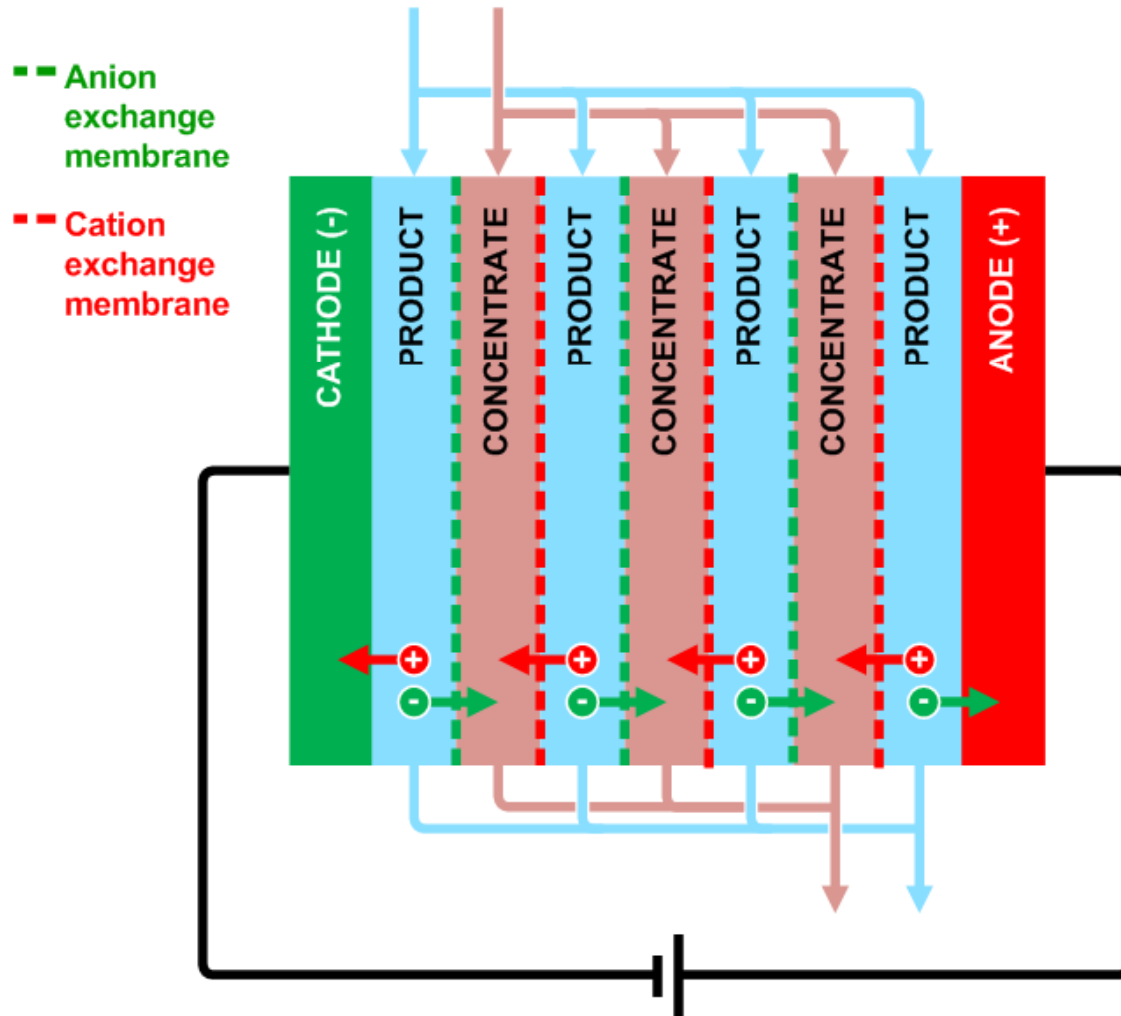 Anion
exchange
membrane
Cation
exchange
membrane
CATHODE (-)
PRODUCT
CONCENTRATE
PRODUCT
CONCENTRATE
PRODUCT
CONCENTRATE
PRODUCT
ANODE (+)
+
+
+
+
-
-
-
-